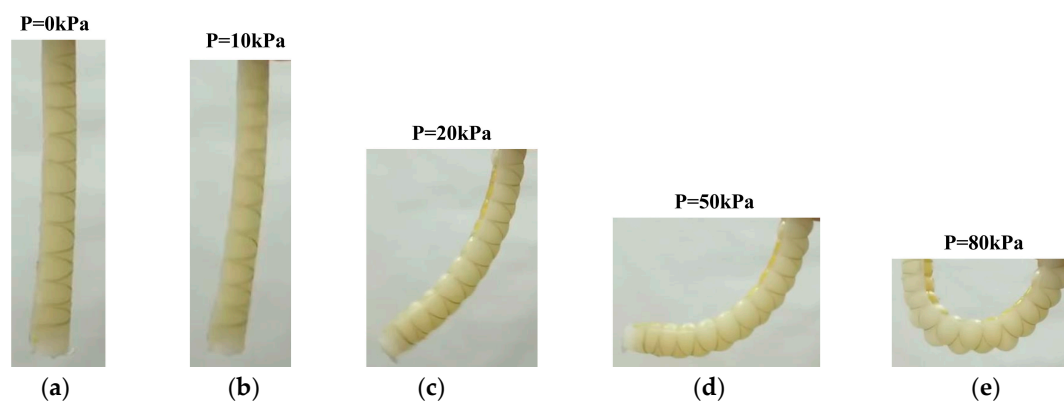 P=0kPa
P=10kPa
P=20kPa
P=50kPa
P=80kPa
(a)
(b)
(c)
(d)
(e)